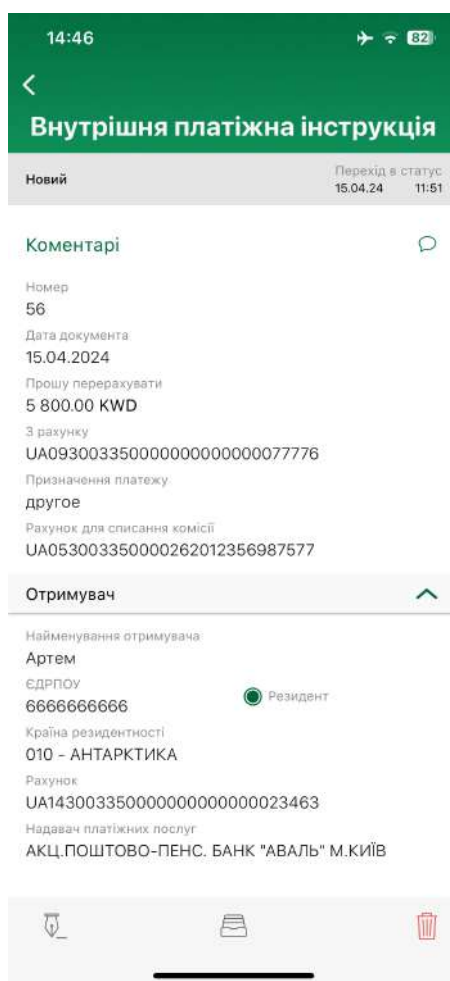 14:46
82
Внутрішня платіжна інструкція
Новий
Перехід в статус
15.04.24 11:51
Коментарі
Номер
56
Дата документа
15.04.2024
Прошу перерахувати
5 800.00 KWD
З рахунку
UA093003350000000000000077776
Призначення платежу
другое
Рахунок для списання комісії
UA053003350000262012356987577
Отримувач
Найменування отримувача
Артем
ЄДРПОУ
6666666666
Резидент
Країна резидентності
010 - АНТАРКТИКА
Рахунок
UA143003350000000000000023463
Надавач платіжних послуг
АКЦ.ПОШТОВО-ПЕНС. БАНК "АВАЛЬ" М.КИЇВ